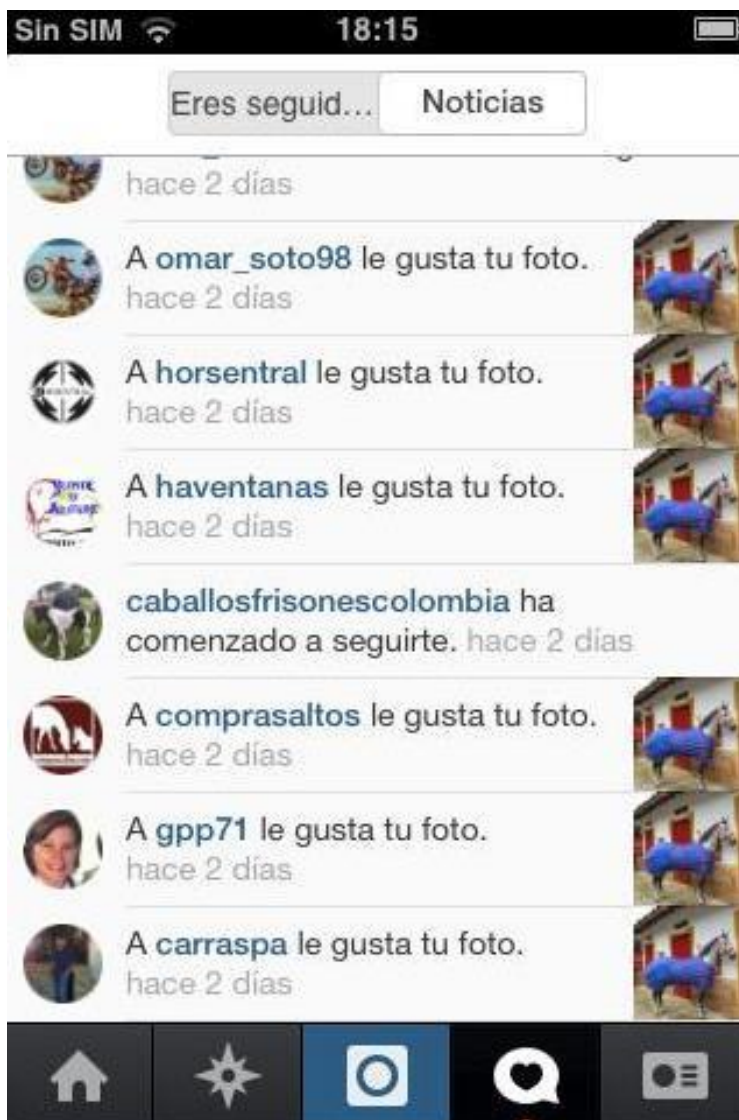 Sin SIM 18:15
Eres seguid... Noticias
hace 2 días
A omar_soto98 le gusta tu foto.
hace 2 días
A horsentral le gusta tu foto.
hace 2 días
A haventanas le gusta tu foto.
hace 2 días
caballosfrisonescolombia ha
comenzado a seguirte. hace 2 días
A comprasaltos le gusta tu foto.
hace 2 días
A gpp71 le gusta tu foto.
hace 2 días
A carraspa le gusta tu foto.
hace 2 días